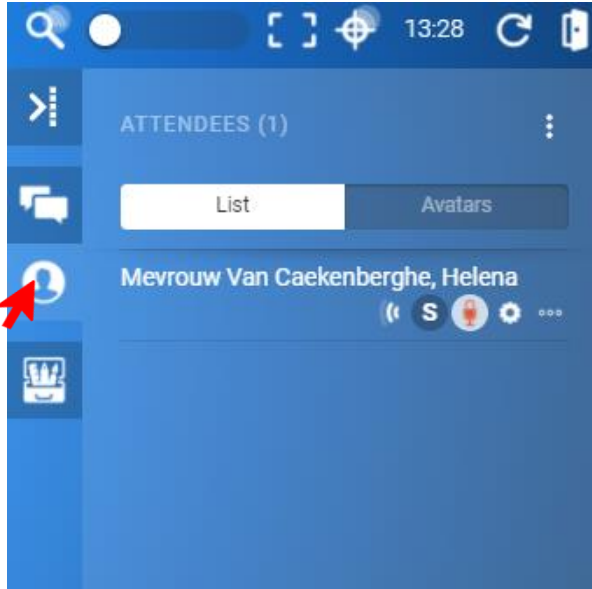 13:28
ATTENDEES (1)
List Avatars
Mevrouw Van Caekenberghe, Helena
S